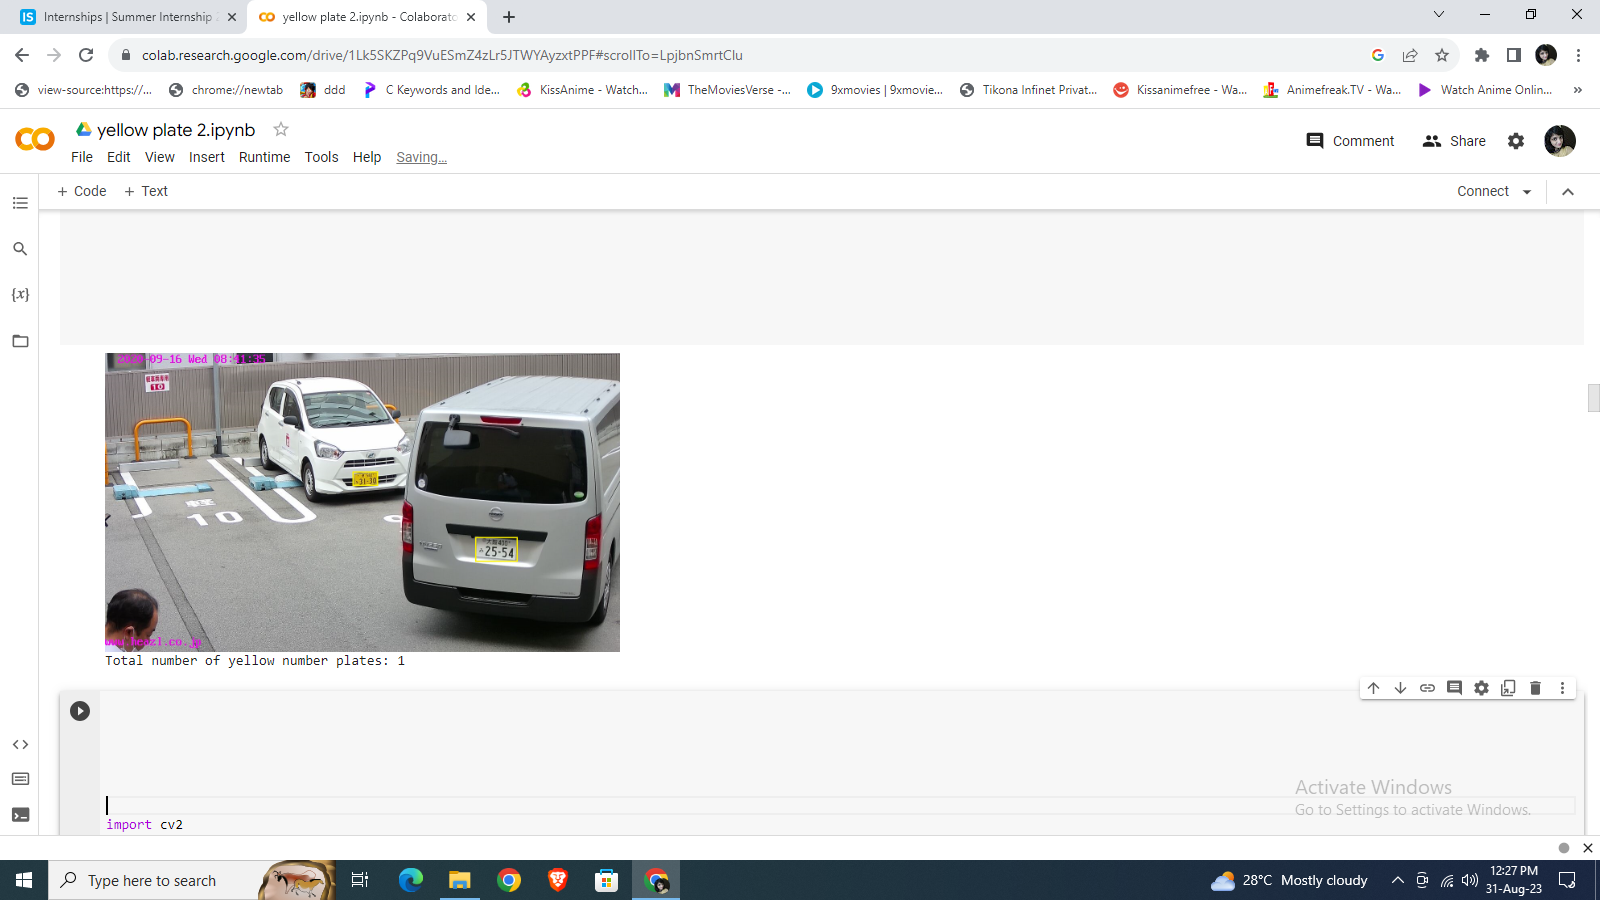 Internships | Summer Internship
yellow plate 2.ipynb - Colaborato
colab.research.google.com/drive/1Lk5SKZPq9VuESmZ4zLr5JTWYAyzxtPPF#scrollTo=LpjbnSmrtClu
view-source:https://... chrome://newtab ddd C Keywords and Ide... KissAnime - Watch... TheMoviesVerse -... 9xmovies | 9xmovie... Tikona Infinet Privat... Kissanimefree - Wa... Animefreak.TV - Wa... Watch Anime Onlin... »
CO yellow plate 2.ipynb
Comment Share
File Edit View Insert Runtime Tools Help Saving...
+ Code + Text Connect
{x}
09-16 Wed 08:41:35
10
31-30
軽
10
25-54
Total number of yellow number plates: 1
Activate Windows
Go to Settings to activate Windows.
import cv2
Type here to search
28°C Mostly cloudy
12:27 PM
31-Aug-23